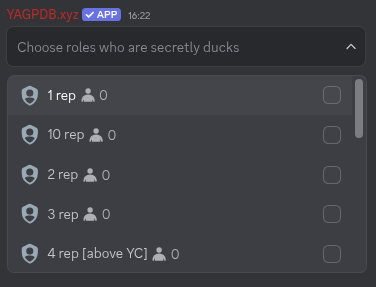 YAGPDB.xyz ✓ APP 16:22
Choose roles who are secretly ducks
1 rep 0
10 rep 0
2 rep 0
3 rep 0
4 rep [above YC] 0